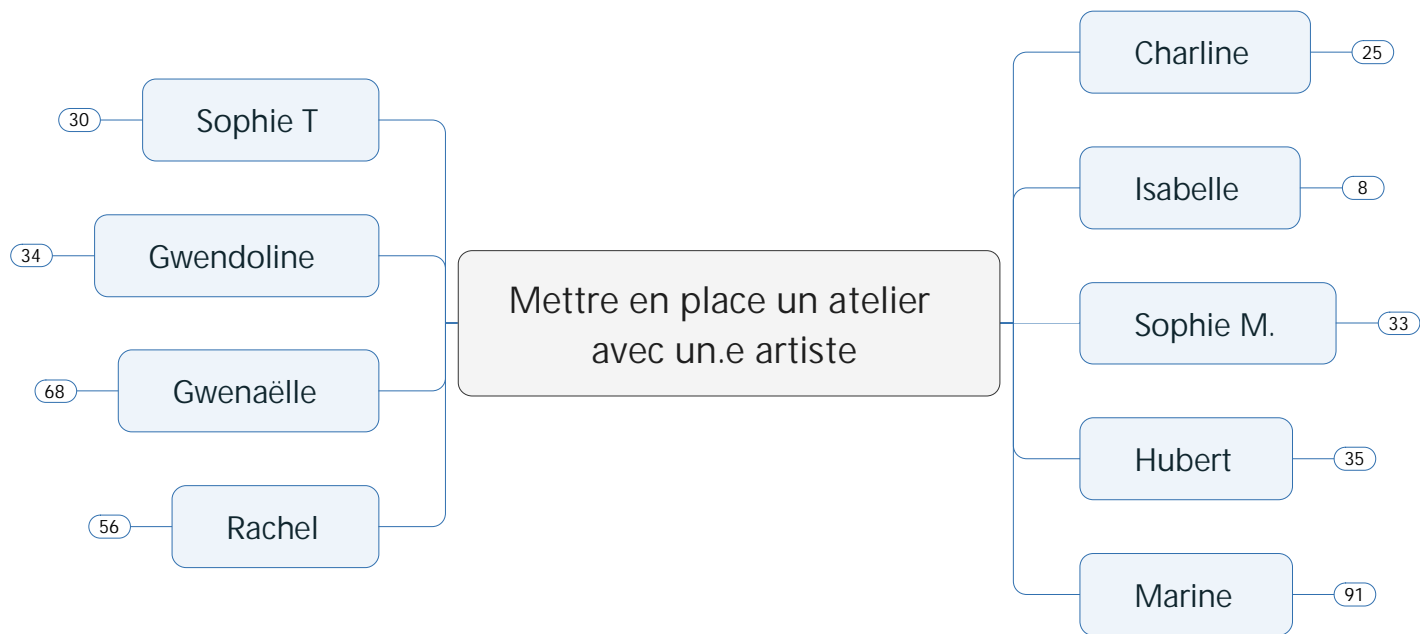 Mettre en place un atelier
avec un.e artiste
Charline
25
Isabelle
8
Sophie M.
33
Hubert
35
Marine
91
Sophie T
30
Gwendoline
34
Gwenaëlle
68
Rachel
56